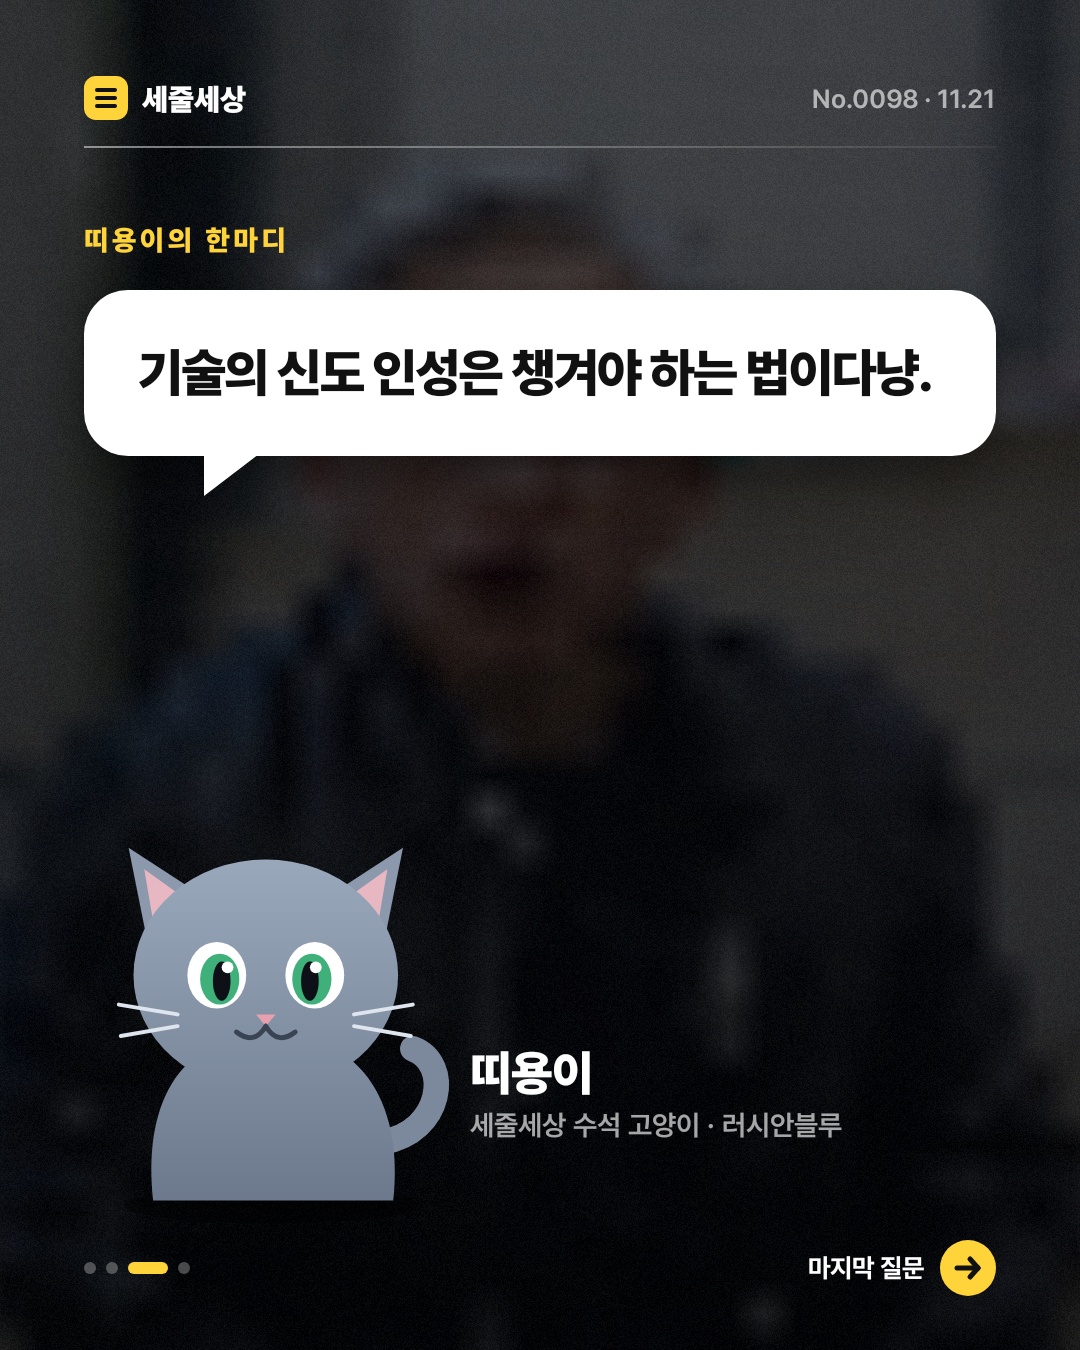 세줄세상
No.0098 · 11.21
띠용이의 한마디
기술의 신도 인성은 챙겨야 하는 법이다냥.
띠용이
세줄세상 수석 고양이 · 러시안블루
마지막 질문